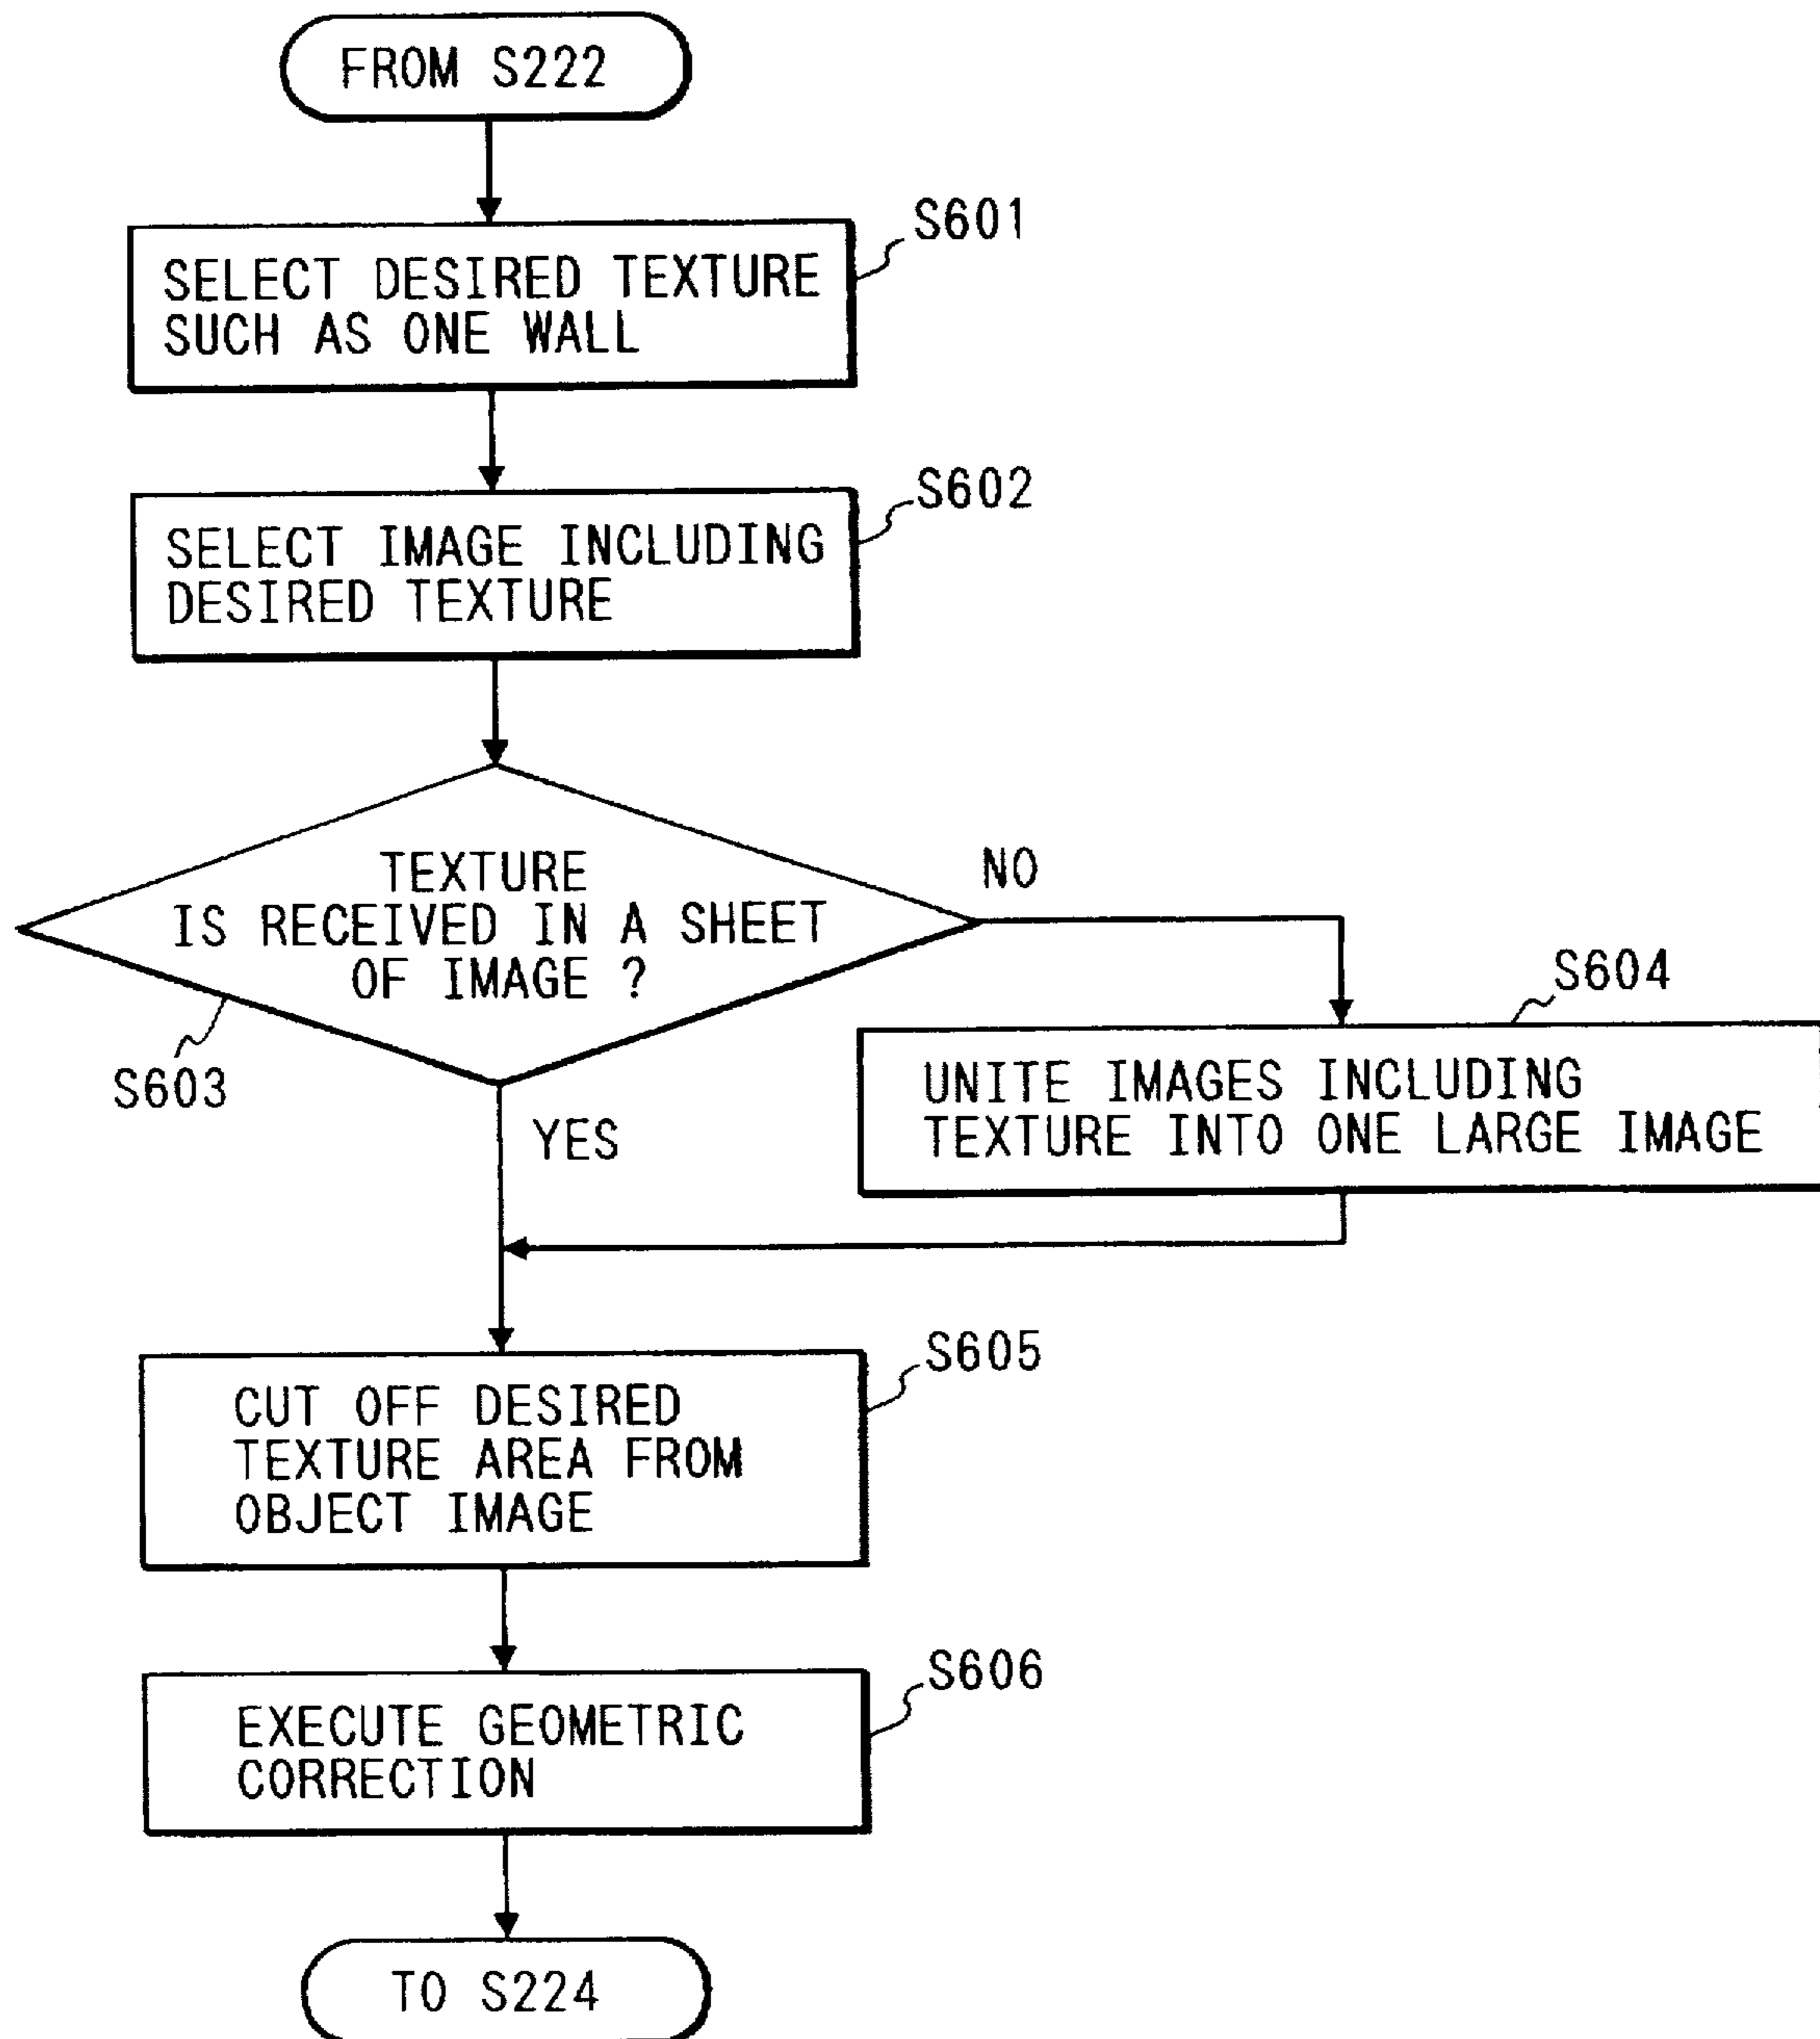 FROM S222
S601
SELECT DESIRED TEXTURE
SUCH AS ONE WALL
S602
SELECT IMAGE INCLUDING
DESIRED TEXTURE
TEXTURE
IS RECEIVED IN A SHEET
OF IMAGE ?
NO
S603
YES
S604
UNITE IMAGES INCLUDING
TEXTURE INTO ONE LARGE IMAGE
S605
CUT OFF DESIRED
TEXTURE AREA FROM
OBJECT IMAGE
S606
EXECUTE GEOMETRIC
CORRECTION
TO S224